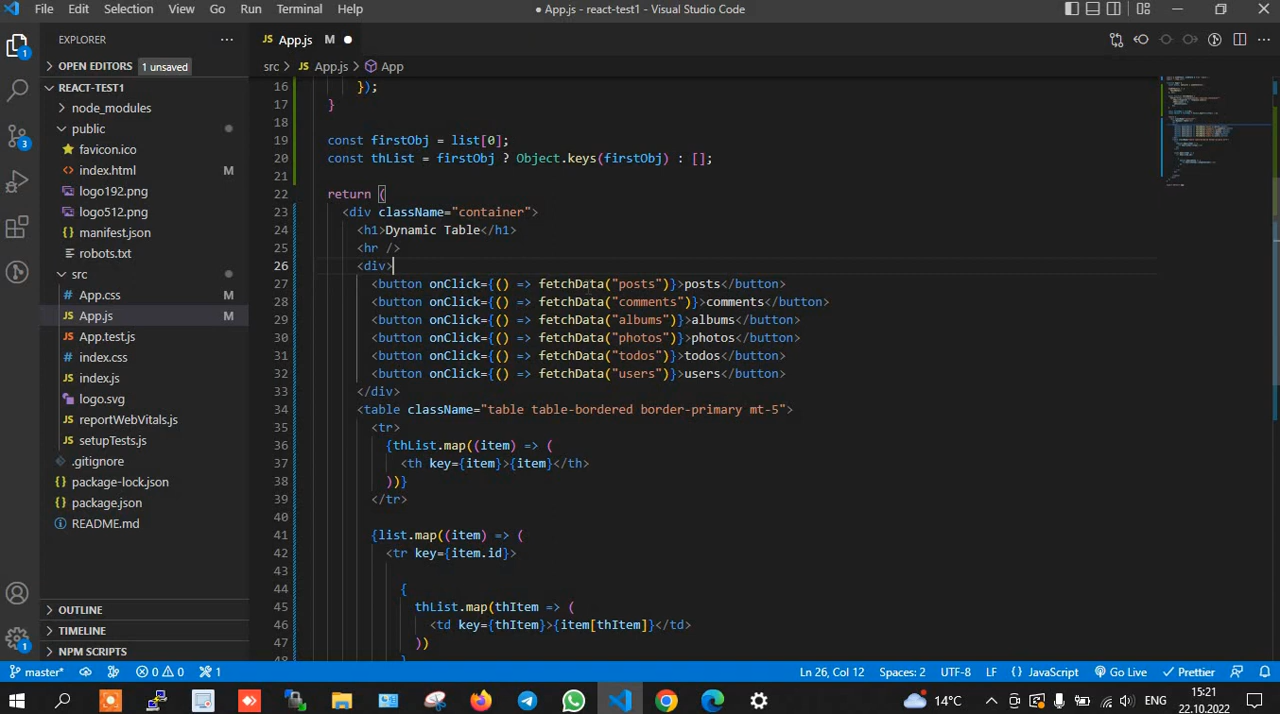 File Edit Selection View Go Run Terminal Help
● App.js - react-test1 - Visual Studio Code
EXPLORER
OPEN EDITORS 1 unsaved
REACT-TEST1
node_modules
public
favicon.ico
index.html M
logo192.png
logo512.png
manifest.json
robots.txt
src
App.css M
App.js M
App.test.js
index.css
index.js
logo.svg
reportWebVitals.js
setupTests.js
.gitignore
package-lock.json
package.json
README.md
OUTLINE
TIMELINE
NPM SCRIPTS
1
3
1
JS App.js M ●
src > JS App.js > App
16 });
17 }
18
19 const firstObj = list[0];
20 const thList = firstObj ? Object.keys(firstObj) : [];
21
22 return (
23 <div className="container">
24 <h1>Dynamic Table</h1>
25 <hr />
26 <div>
27 <button onClick={() => fetchData("posts")}>posts</button>
28 <button onClick={() => fetchData("comments")}>comments</button>
29 <button onClick={() => fetchData("albums")}>albums</button>
30 <button onClick={() => fetchData("photos")}>photos</button>
31 <button onClick={() => fetchData("todos")}>todos</button>
32 <button onClick={() => fetchData("users")}>users</button>
33 </div>
34 <table className="table table-bordered border-primary mt-5">
35 <tr>
36 {thList.map((item) => (
37 <th key={item}>{item}</th>
38 ))}
39 </tr>
40
41 {list.map((item) => (
42 <tr key={item.id}>
43
44 {
45 thList.map(thItem => (
46 <td key={thItem}>{item[thItem]}</td>
47 ))
48 }
master* 0 0 1 Ln 26, Col 12 Spaces: 2 UTF-8 LF { } JavaScript Go Live Prettier
14°C ENG 15:21
22.10.2022